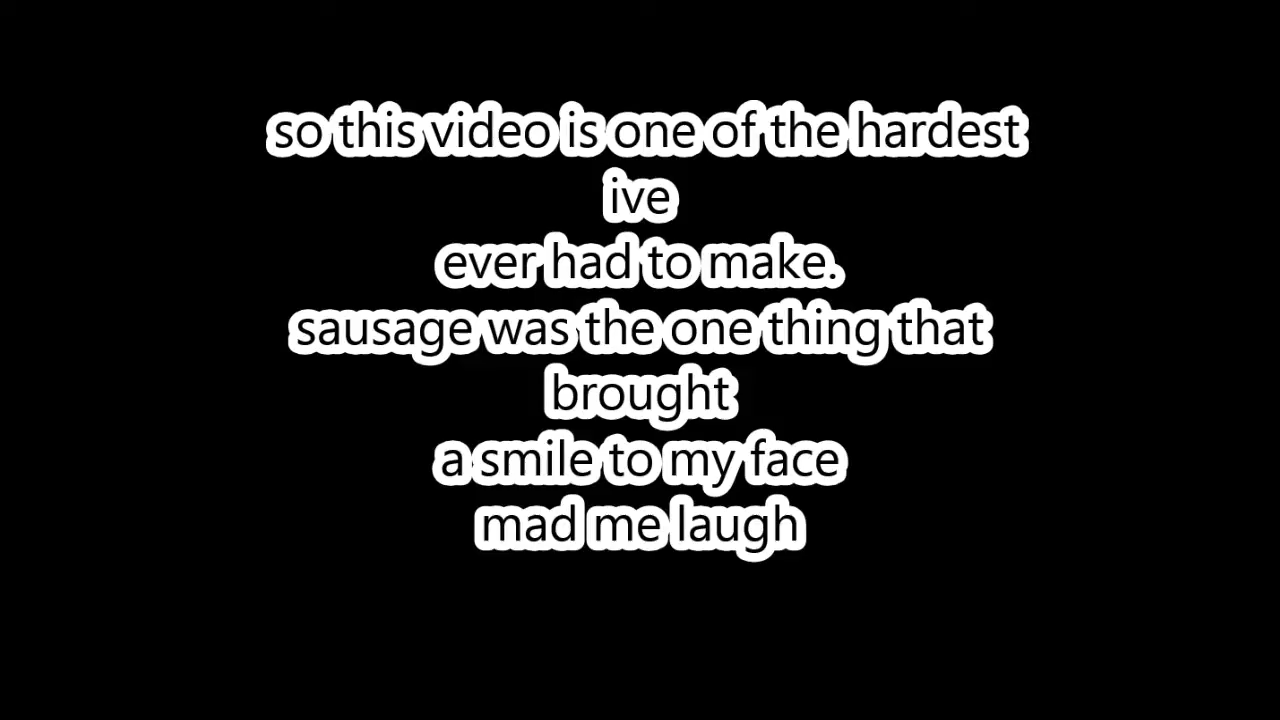 so this video is one of the hardest
ive
ever had to make.
sausage was the one thing that
brought
a smile to my face
mad me laugh